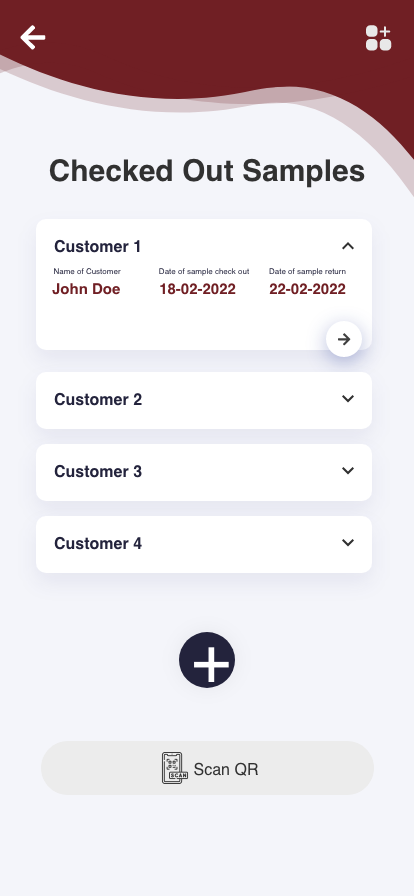 Checked Out Samples
Customer 1
Name of Customer Date of sample check out Date of sample return
John Doe 18-02-2022 22-02-2022
Customer 2
Customer 3
Customer 4
SCAN Scan QR